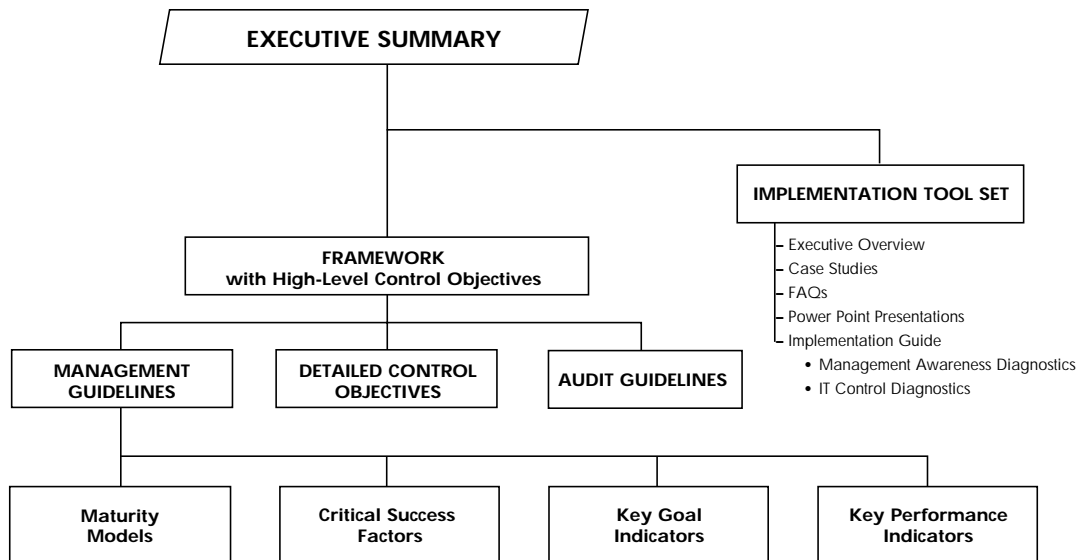 EXECUTIVE SUMMARY
IMPLEMENTATION TOOL SET
- Executive Overview
- Case Studies
- FAQs
- Power Point Presentations
- Implementation Guide
• Management Awareness Diagnostics
• IT Control Diagnostics
FRAMEWORK
with High-Level Control Objectives
MANAGEMENT
GUIDELINES
DETAILED CONTROL
OBJECTIVES
AUDIT GUIDELINES
Maturity
Models
Critical Success
Factors
Key Goal
Indicators
Key Performance
Indicators